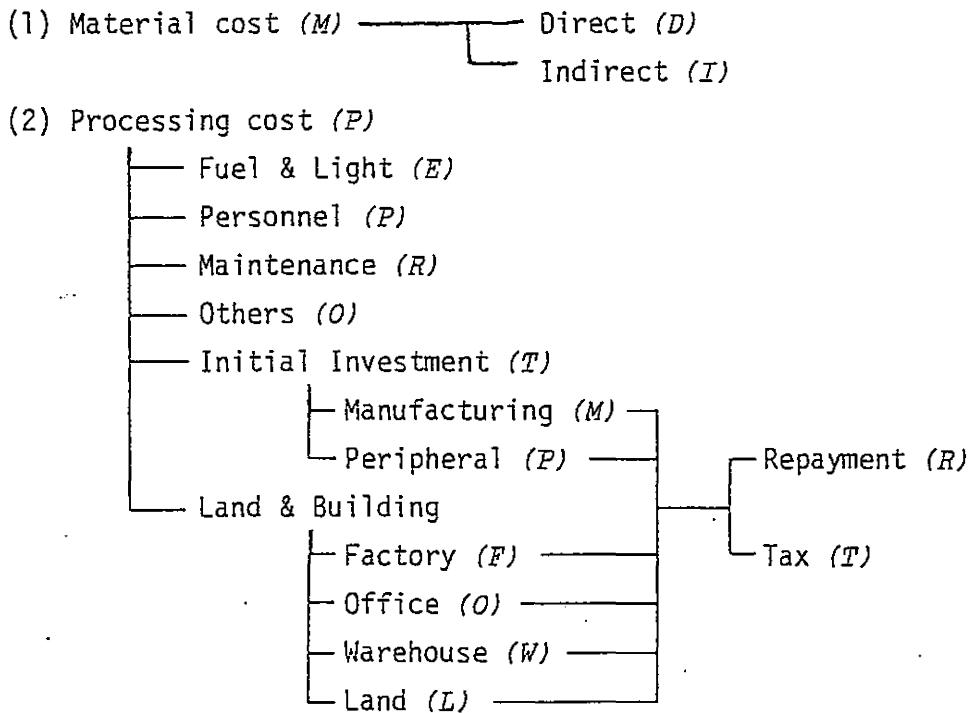 (1) Material cost (M) Direct (D)
Indirect (I)
(2) Processing cost (P)
Fuel & Light (E)
Personnel (P)
Maintenance (R)
Others (O)
Initial Investment (T)
Manufacturing (M)
Peripheral (P) Repayment (R)
Land & Building
Factory (F) Tax (T)
Office (O)
Warehouse (W)
Land (L)